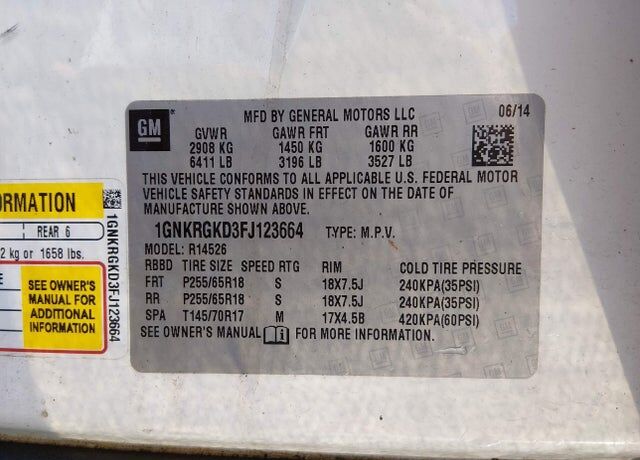 GM
MFD BY GENERAL MOTORS LLC 06/14
GVWR GAWR FRT GAWR RR
2908 KG 1450 KG 1600 KG
6411 LB 3196 LB 3527 LB
THIS VEHICLE CONFORMS TO ALL APPLICABLE U.S. FEDERAL MOTOR
VEHICLE SAFETY STANDARDS IN EFFECT ON THE DATE OF
MANUFACTURE SHOWN ABOVE.
1GNKRGKD3FJ123664 TYPE: M.P.V.
MODEL: R14526
RBBD TIRE SIZE SPEED RTG RIM COLD TIRE PRESSURE
FRT P255/65R18 S 18X7.5J 240KPA(35PSI)
RR P255/65R18 S 18X7.5J 240KPA(35PSI)
SPA T145/70R17 M 17X4.5B 420KPA(60PSI)
SEE OWNER'S MANUAL FOR MORE INFORMATION.
RMATION
REAR 6
2 kg or 1658 lbs.
SEE OWNER'S
MANUAL FOR
ADDITIONAL
INFORMATION
1GNKRGKD3FJ123664